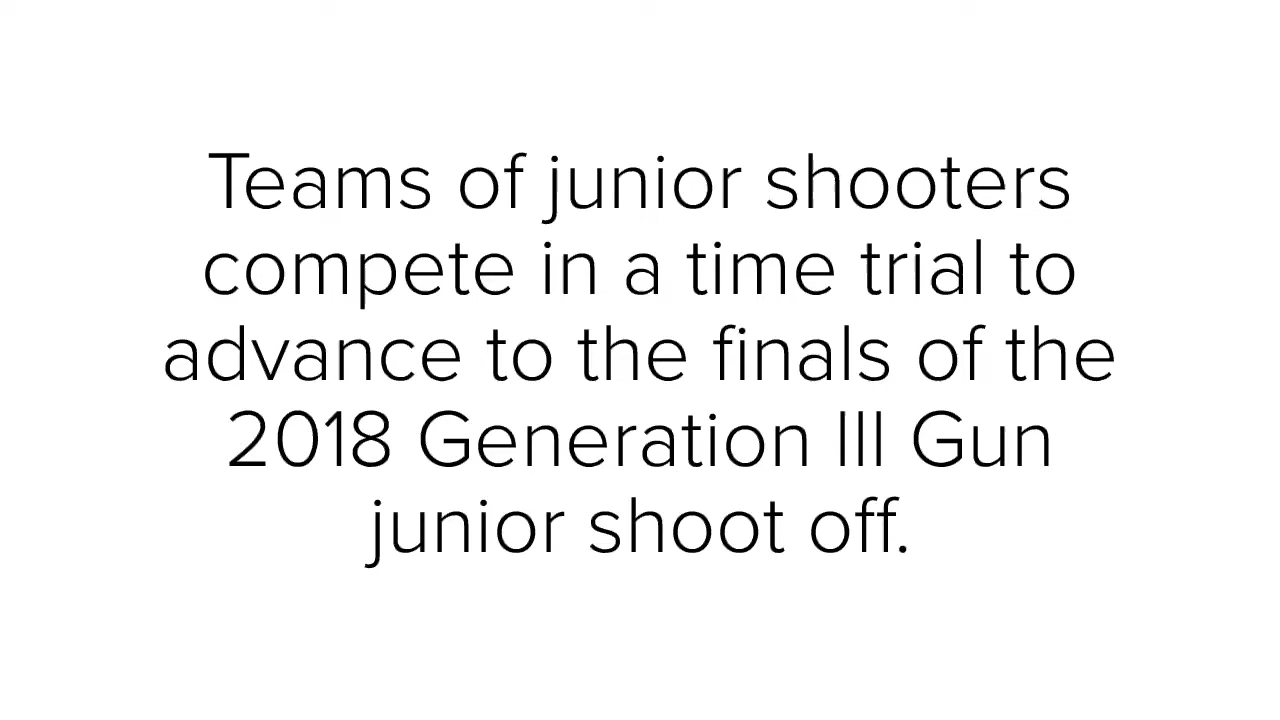 Teams of junior shooters
compete in a time trial to
advance to the finals of the
2018 Generation III Gun
junior shoot off.